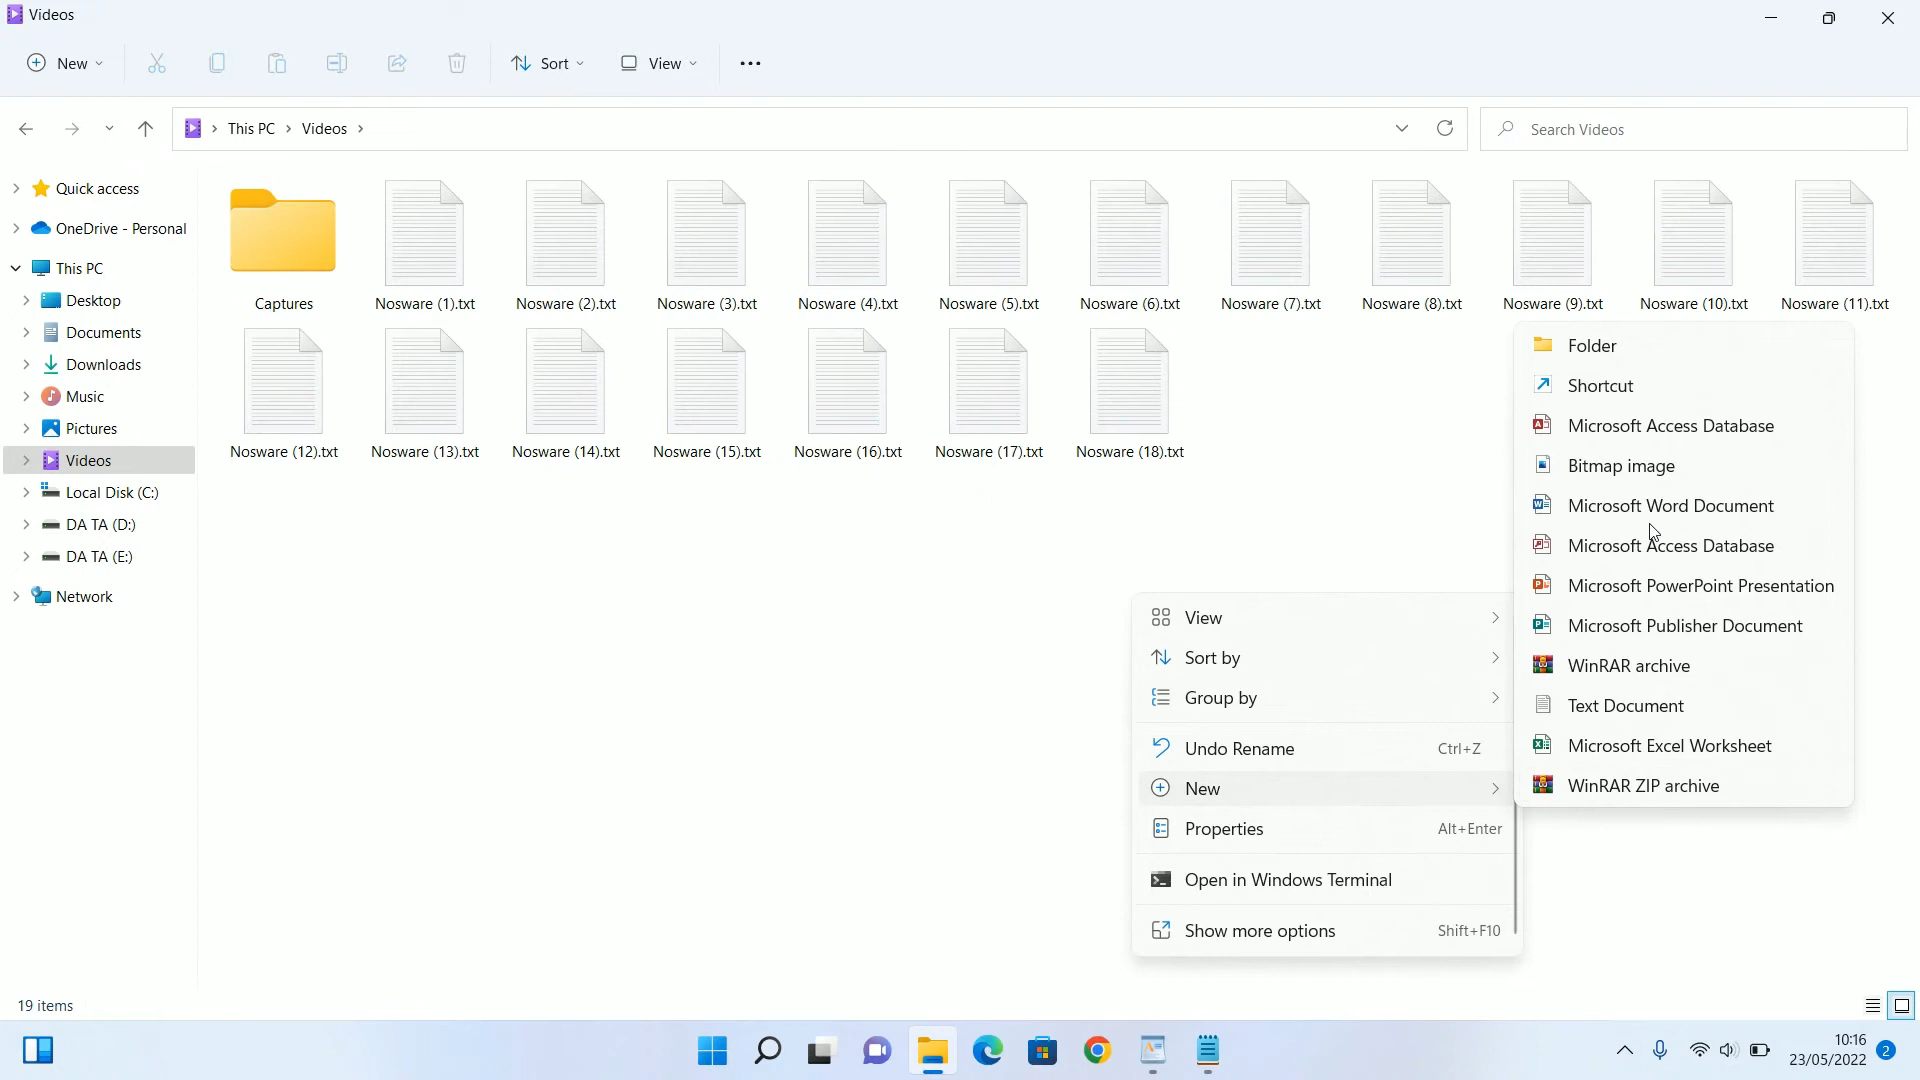 Videos
New
Sort
View
This PC
Videos
Search Videos
Quick access
OneDrive - Personal
This PC
Desktop
Documents
Downloads
Music
Pictures
Videos
Local Disk (C:)
DA TA (D:)
DA TA (E:)
Network
Captures
Nosware (1).txt
Nosware (2).txt
Nosware (3).txt
Nosware (4).txt
Nosware (5).txt
Nosware (6).txt
Nosware (7).txt
Nosware (8).txt
Nosware (9).txt
Nosware (10).txt
Nosware (11).txt
Nosware (12).txt
Nosware (13).txt
Nosware (14).txt
Nosware (15).txt
Nosware (16).txt
Nosware (17).txt
Nosware (18).txt
View
Sort by
Group by
Undo Rename Ctrl+Z
New
Properties Alt+Enter
Open in Windows Terminal
Show more options Shift+F10
Folder
Shortcut
Microsoft Access Database
Bitmap image
Microsoft Word Document
Microsoft Access Database
Microsoft PowerPoint Presentation
Microsoft Publisher Document
WinRAR archive
Text Document
Microsoft Excel Worksheet
WinRAR ZIP archive
19 items
10:16
23/05/2022
2